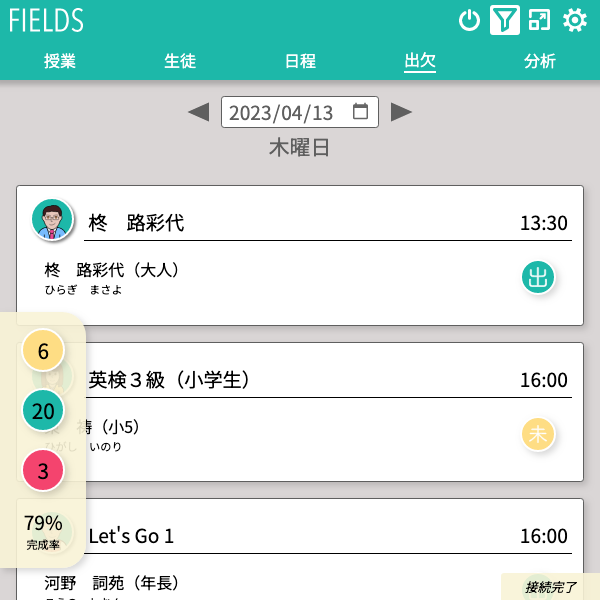 FIELDS
授業 生徒 日程 出欠 分析
2023/04/13
木曜日
柊　路彩代 13:30
柊　路彩代（大人）
ひらぎ　まさよ
出
6
英検３級（小学生） 16:00
20
祷（小5）
ひがし　いのり
未
3
79%
完成率
Let's Go 1 16:00
河野　詞苑（年長）
接続完了